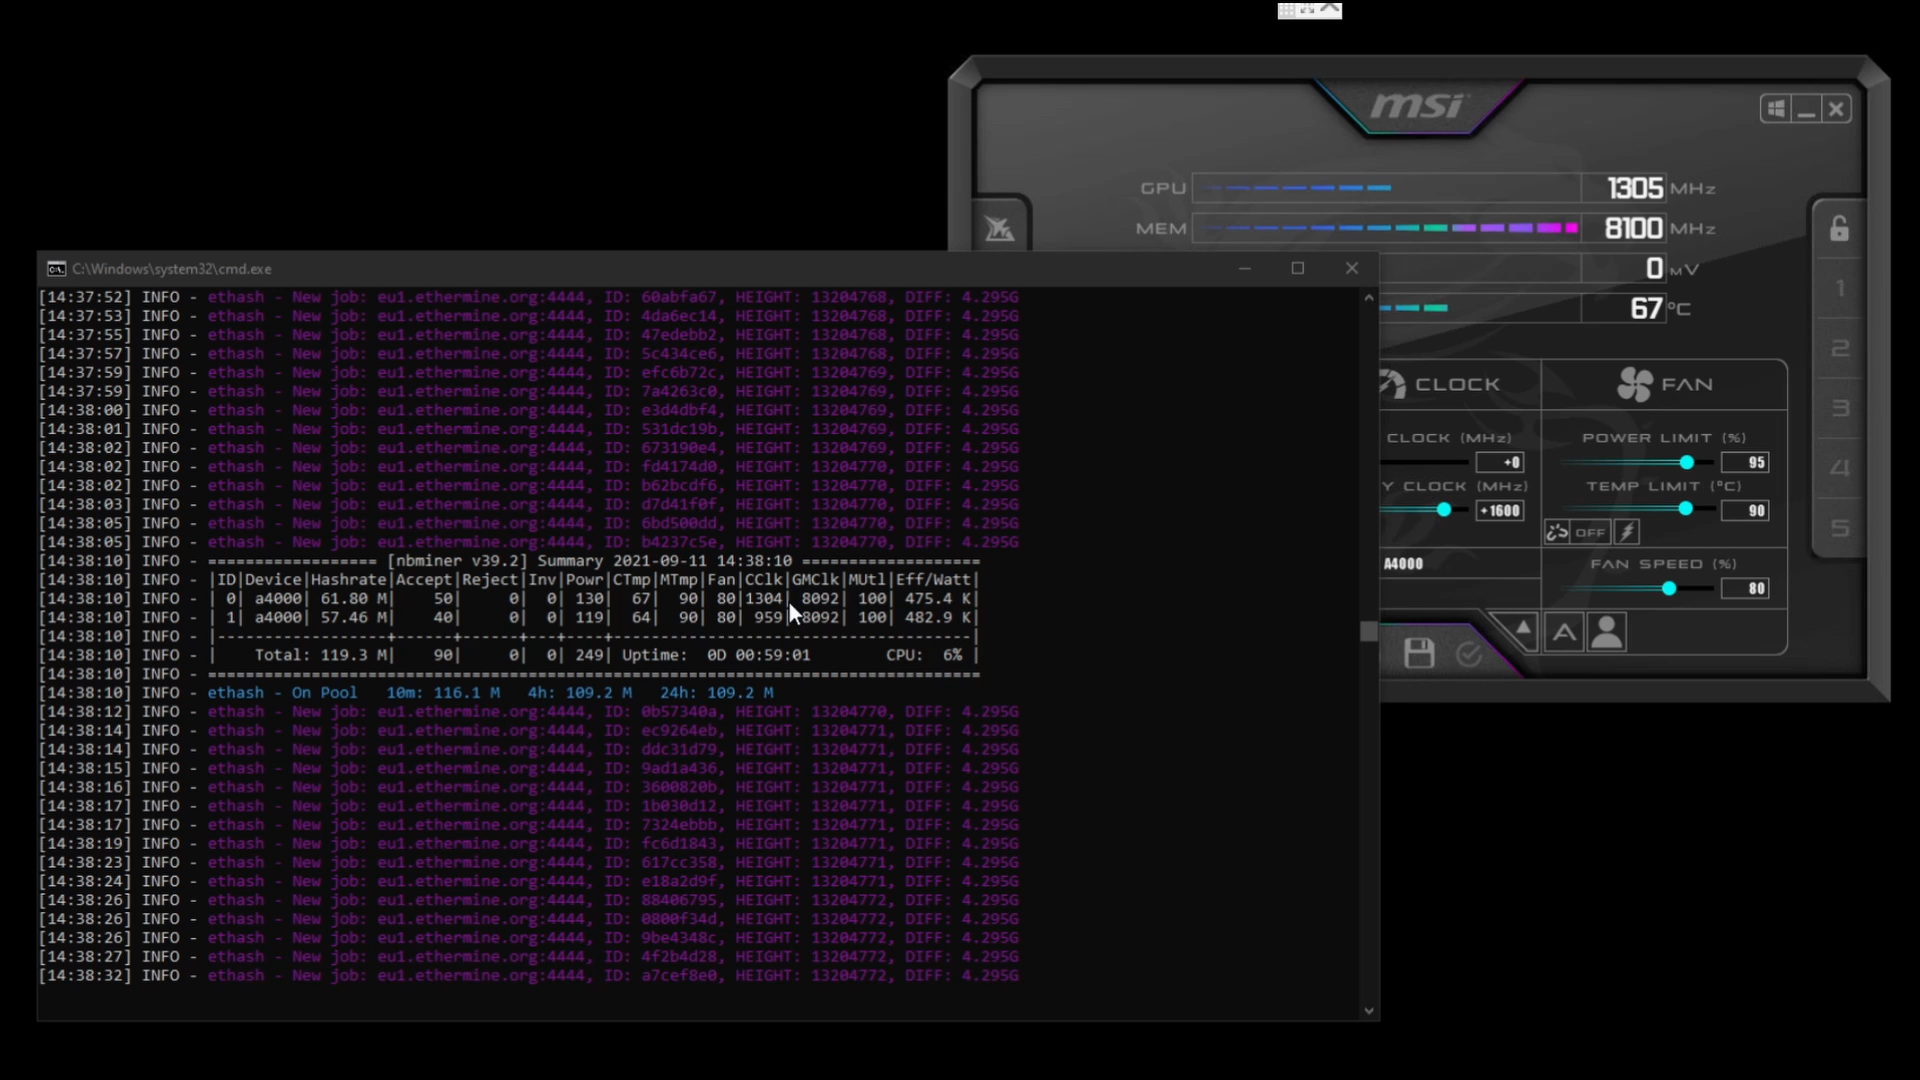 msi
GPU 1305 MHz
MEM 8100 MHz
0 mV
67 °C
C:\Windows\system32\cmd.exe
[14:37:52] INFO - ethash - New job: eu1.ethermine.org:4444, ID: 60abfa67, HEIGHT: 13204768, DIFF: 4.295G
[14:37:53] INFO - ethash - New job: eu1.ethermine.org:4444, ID: 4da6ec14, HEIGHT: 13204768, DIFF: 4.295G
[14:37:55] INFO - ethash - New job: eu1.ethermine.org:4444, ID: 47edebb2, HEIGHT: 13204768, DIFF: 4.295G
[14:37:57] INFO - ethash - New job: eu1.ethermine.org:4444, ID: 5c434ce6, HEIGHT: 13204768, DIFF: 4.295G
[14:37:59] INFO - ethash - New job: eu1.ethermine.org:4444, ID: efc6b72c, HEIGHT: 13204769, DIFF: 4.295G
[14:37:59] INFO - ethash - New job: eu1.ethermine.org:4444, ID: 7a4263c0, HEIGHT: 13204769, DIFF: 4.295G
[14:38:00] INFO - ethash - New job: eu1.ethermine.org:4444, ID: e3d4dbf4, HEIGHT: 13204769, DIFF: 4.295G
[14:38:01] INFO - ethash - New job: eu1.ethermine.org:4444, ID: 531dc19b, HEIGHT: 13204769, DIFF: 4.295G
[14:38:02] INFO - ethash - New job: eu1.ethermine.org:4444, ID: 673190e4, HEIGHT: 13204769, DIFF: 4.295G
[14:38:02] INFO - ethash - New job: eu1.ethermine.org:4444, ID: fd4174d0, HEIGHT: 13204770, DIFF: 4.295G
[14:38:02] INFO - ethash - New job: eu1.ethermine.org:4444, ID: b62bcdf6, HEIGHT: 13204770, DIFF: 4.295G
[14:38:03] INFO - ethash - New job: eu1.ethermine.org:4444, ID: d7d41f0f, HEIGHT: 13204770, DIFF: 4.295G
[14:38:05] INFO - ethash - New job: eu1.ethermine.org:4444, ID: 6bd500dd, HEIGHT: 13204770, DIFF: 4.295G
[14:38:05] INFO - ethash - New job: eu1.ethermine.org:4444, ID: b4237c5e, HEIGHT: 13204770, DIFF: 4.295G
[14:38:10] INFO - ================== [nbminer v39.2] Summary 2021-09-11 14:38:10 ===================
[14:38:10] INFO - |ID|Device|Hashrate|Accept|Reject|Inv|Powr|CTmp|MTmp|Fan|CClk|GMClk|MUtl|Eff/Watt|
[14:38:10] INFO - | 0| a4000| 61.80 M| 50| 0| 0| 130| 67| 90| 80|1304| 8092| 100| 475.4 K|
[14:38:10] INFO - | 1| a4000| 57.46 M| 40| 0| 0| 119| 64| 90| 80| 959| 8092| 100| 482.9 K|
[14:38:10] INFO - |------------------+------+------+---+----+--------------------------------------|
[14:38:10] INFO - | Total: 119.3 M| 90| 0| 0| 249| Uptime: 0D 00:59:01 CPU: 6% |
[14:38:10] INFO - ==================================================================================
[14:38:10] INFO - ethash - On Pool 10m: 116.1 M 4h: 109.2 M 24h: 109.2 M
[14:38:12] INFO - ethash - New job: eu1.ethermine.org:4444, ID: 0b57340a, HEIGHT: 13204770, DIFF: 4.295G
[14:38:14] INFO - ethash - New job: eu1.ethermine.org:4444, ID: ec9264eb, HEIGHT: 13204771, DIFF: 4.295G
[14:38:14] INFO - ethash - New job: eu1.ethermine.org:4444, ID: ddc31d79, HEIGHT: 13204771, DIFF: 4.295G
[14:38:15] INFO - ethash - New job: eu1.ethermine.org:4444, ID: 9ad1a436, HEIGHT: 13204771, DIFF: 4.295G
[14:38:16] INFO - ethash - New job: eu1.ethermine.org:4444, ID: 3600820b, HEIGHT: 13204771, DIFF: 4.295G
[14:38:17] INFO - ethash - New job: eu1.ethermine.org:4444, ID: 1b030d12, HEIGHT: 13204771, DIFF: 4.295G
[14:38:17] INFO - ethash - New job: eu1.ethermine.org:4444, ID: 7324ebbb, HEIGHT: 13204771, DIFF: 4.295G
[14:38:19] INFO - ethash - New job: eu1.ethermine.org:4444, ID: fc6d1843, HEIGHT: 13204771, DIFF: 4.295G
[14:38:23] INFO - ethash - New job: eu1.ethermine.org:4444, ID: 617cc358, HEIGHT: 13204771, DIFF: 4.295G
[14:38:24] INFO - ethash - New job: eu1.ethermine.org:4444, ID: e18a2d9f, HEIGHT: 13204771, DIFF: 4.295G
[14:38:26] INFO - ethash - New job: eu1.ethermine.org:4444, ID: 88406795, HEIGHT: 13204772, DIFF: 4.295G
[14:38:26] INFO - ethash - New job: eu1.ethermine.org:4444, ID: 0800f34d, HEIGHT: 13204772, DIFF: 4.295G
[14:38:26] INFO - ethash - New job: eu1.ethermine.org:4444, ID: 9be4348c, HEIGHT: 13204772, DIFF: 4.295G
[14:38:27] INFO - ethash - New job: eu1.ethermine.org:4444, ID: 4f2b4d28, HEIGHT: 13204772, DIFF: 4.295G
[14:38:32] INFO - ethash - New job: eu1.ethermine.org:4444, ID: a7cef8e0, HEIGHT: 13204772, DIFF: 4.295G
CLOCK
CLOCK (MHz)
+0
Y CLOCK (MHz)
+1600
A4000
FAN
POWER LIMIT (%)
95
TEMP LIMIT (°C)
90
OFF
FAN SPEED (%)
80
A
1
2
3
4
5